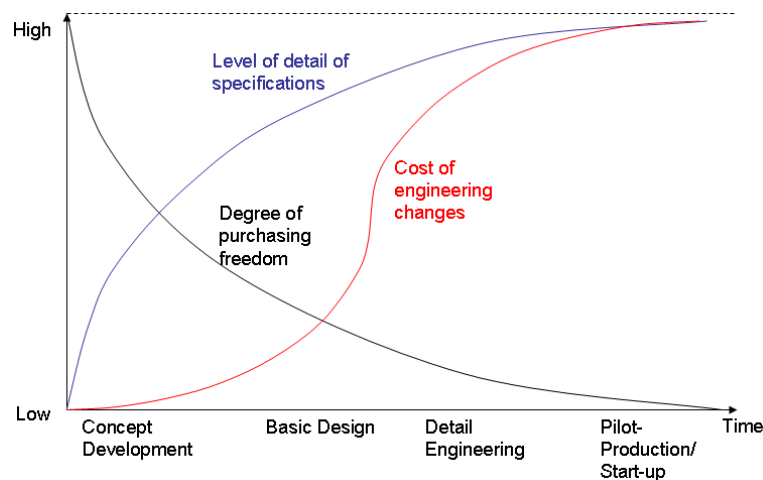 High
Level of detail of
specifications
Cost of
engineering
changes
Degree of
purchasing
freedom
Low
Concept
Development
Basic Design
Detail
Engineering
Pilot-
Production/
Start-up
Time